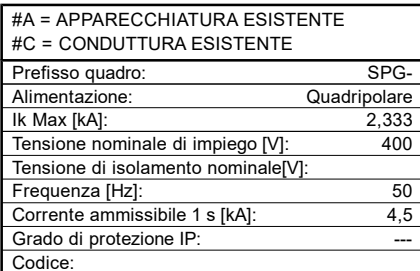 #A = APPARECCHIATURA ESISTENTE
#C = CONDUTTURA ESISTENTE
Prefisso quadro: SPG-
Alimentazione: Quadripolare
Ik Max [kA]: 2,333
Tensione nominale di impiego [V]: 400
Tensione di isolamento nominale[V]:
Frequenza [Hz]: 50
Corrente ammissibile 1 s [kA]: 4,5
Grado di protezione IP: ---
Codice: